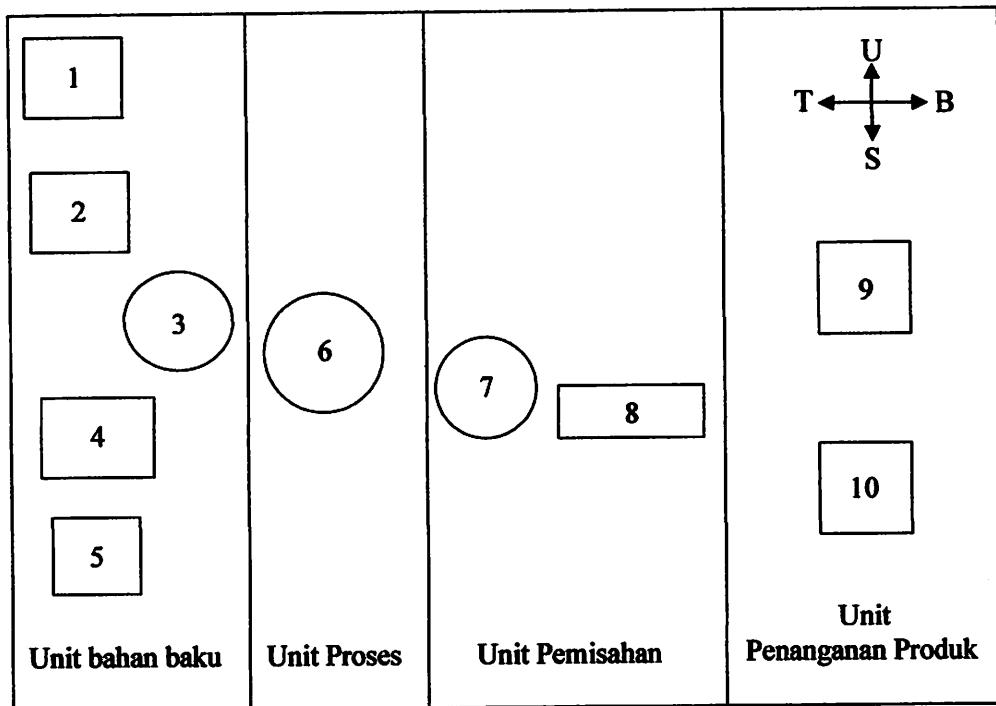 1
2
3
4
5
Unit bahan baku
6
Unit Proses
7
8
Unit Pemisahan
U
T B
S
9
10
Unit
Penanganan Produk